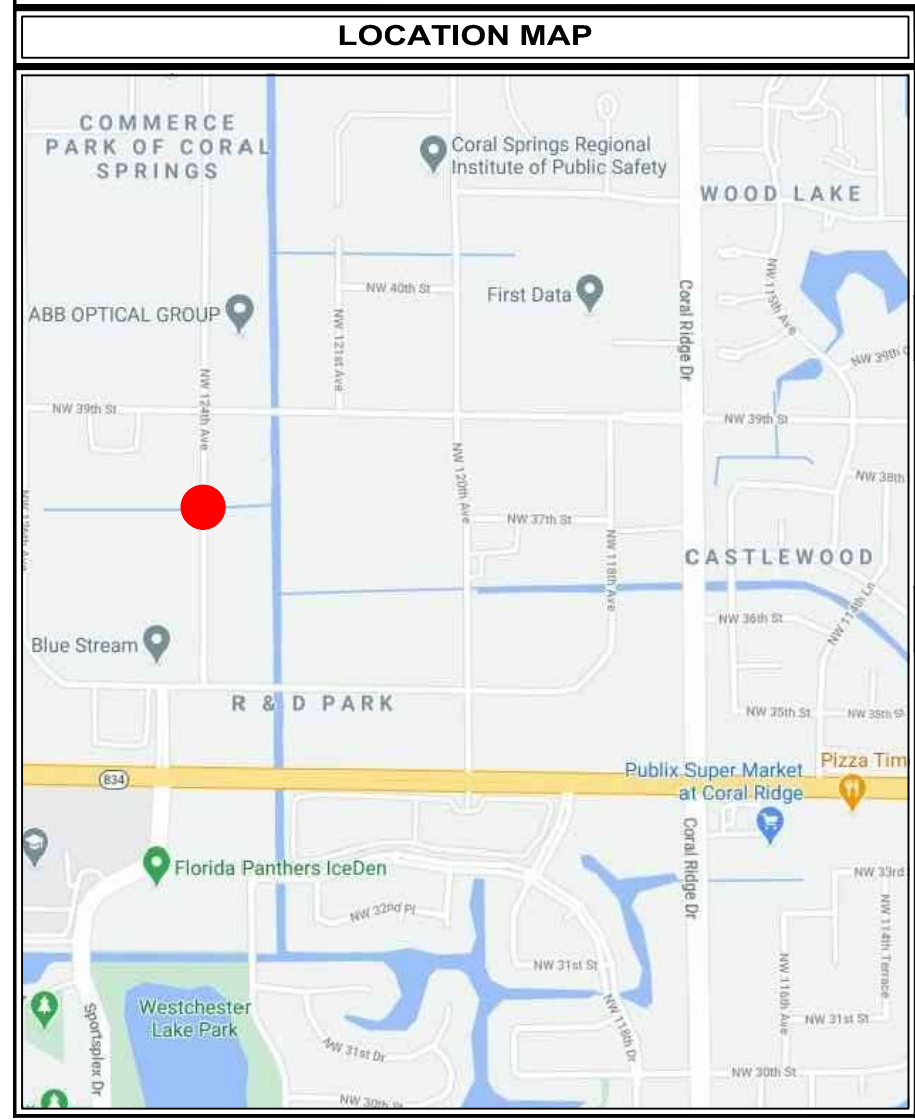 LOCATION MAP
COMMERCE
PARK OF CORAL
SPRINGS
Coral Springs Regional
Institute of Public Safety
WOOD LAKE
NW 115th Ave
NW 40th St
First Data
Coral Ridge Dr
ABB OPTICAL GROUP
NW 121st Ave
NW 39th
NW 124th Ave
NW 39th St
NW 39th St
NW 120th Ave
NW 38th
NW 37th St
NW 118th Ave
CASTLEWOOD
NW 36th St
NW 114th Ln
Blue Stream
R & D PARK
NW 35th St
NW 35th St
834
Publix Super Market
at Coral Ridge
Pizza Tim
Coral Ridge Dr
Florida Panthers IceDen
NW 33rd
NW 32nd Pl
NW 114th Terrace
NW 31st St
NW 116th Ave
Westchester
Lake Park
Sportsplex Dr
NW 118th Dr
NW 31st St
NW 31st Dr
NW 30th St
NW 30th